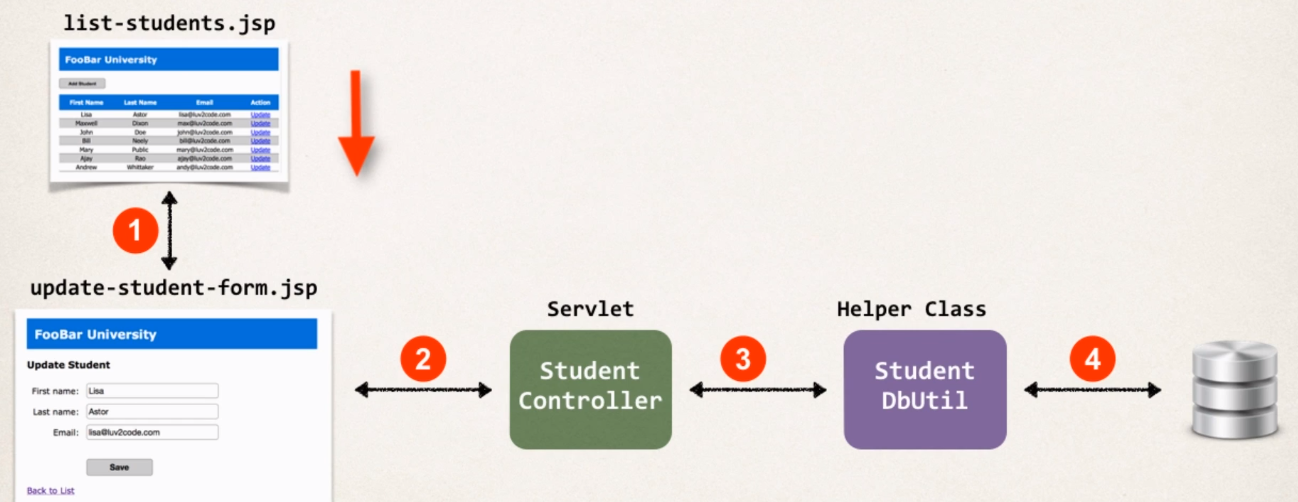 list-students.jsp
FooBar University
Add Student
First Name Last Name Email Action
Lisa Astor lisa@luv2code.com Update
Maxwell Dixon max@luv2code.com Update
John Doe john@luv2code.com Update
Bill Neely bill@luv2code.com Update
Mary Public mary@luv2code.com Update
Ajay Rao ajay@luv2code.com Update
Andrew Whittaker andy@luv2code.com Update
1
update-student-form.jsp
FooBar University
Update Student
First name: Lisa
Last name: Astor
Email: lisa@luv2code.com
Save
Back to List
2
Servlet
Student
Controller
3
Helper Class
Student
DbUtil
4